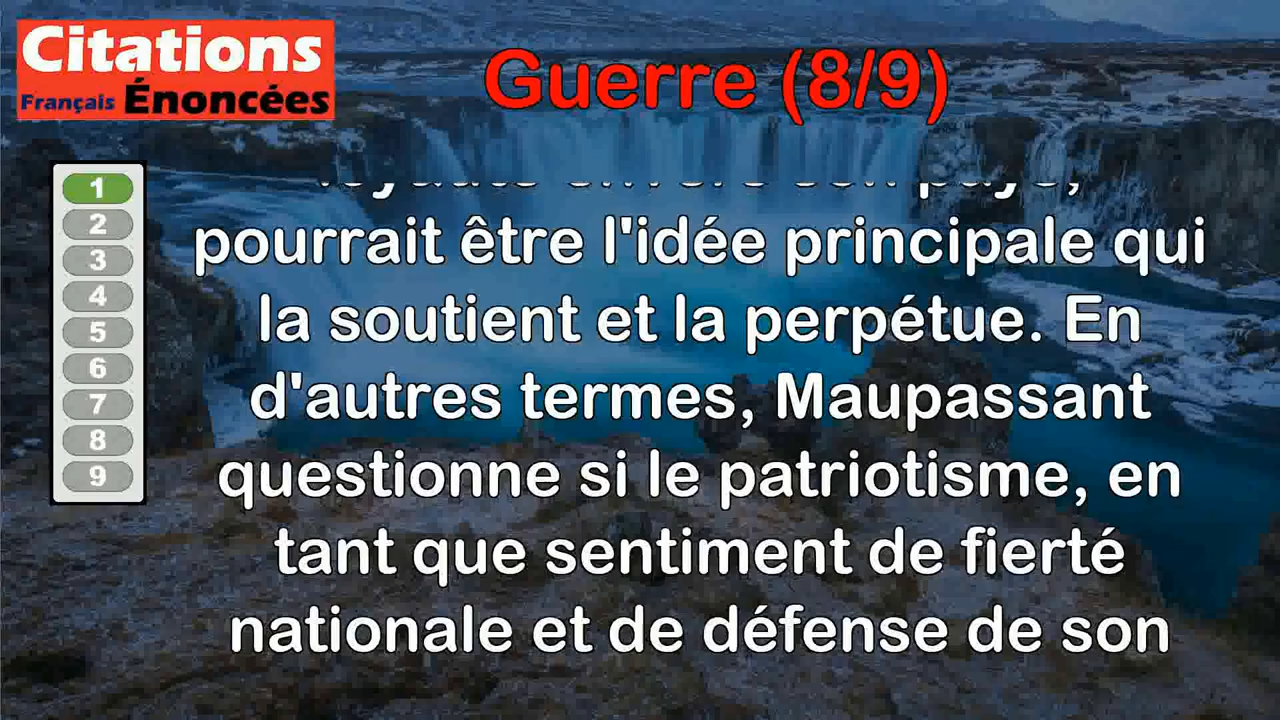 Citations
Français Énoncées
Guerre (8/9)
1
2
3
4
5
6
7
8
9
pourrait être l'idée principale qui
la soutient et la perpétue. En
d'autres termes, Maupassant
questionne si le patriotisme, en
tant que sentiment de fierté
nationale et de défense de son